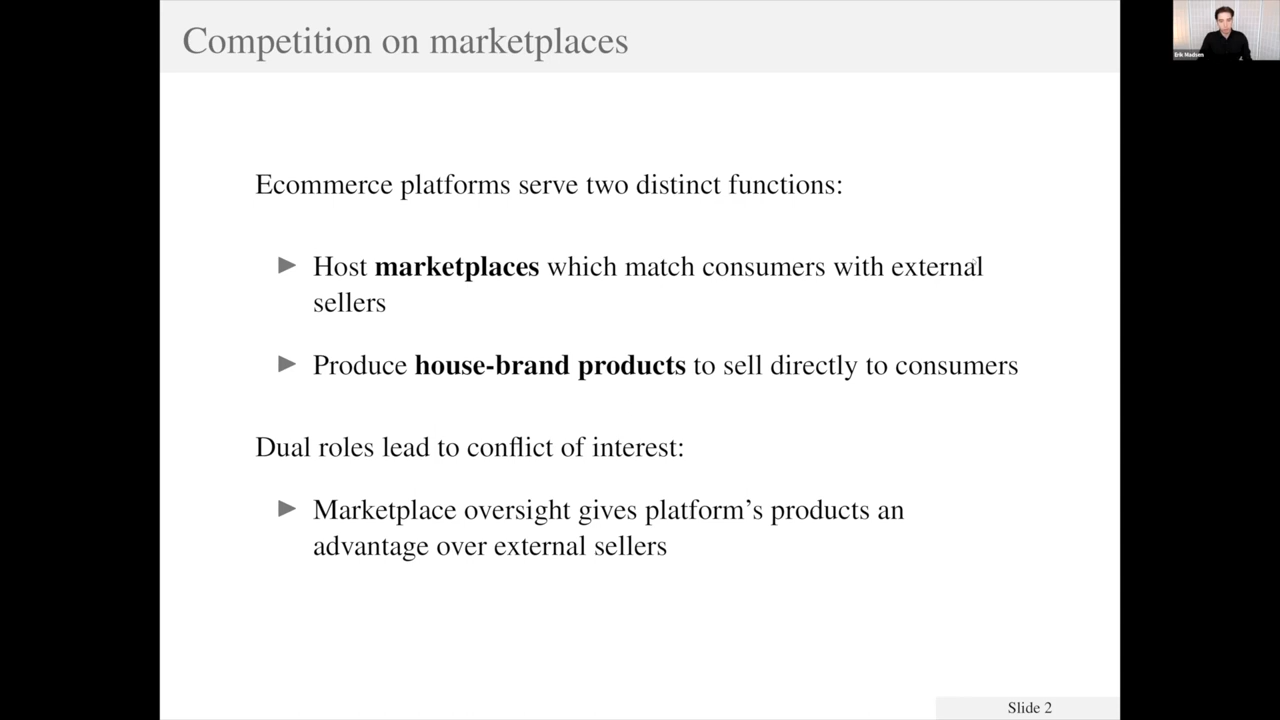 Competition on marketplaces
Erik Madsen
Ecommerce platforms serve two distinct functions:
Host marketplaces which match consumers with external
sellers
Produce house-brand products to sell directly to consumers
Dual roles lead to conflict of interest:
Marketplace oversight gives platform’s products an
advantage over external sellers
Slide 2